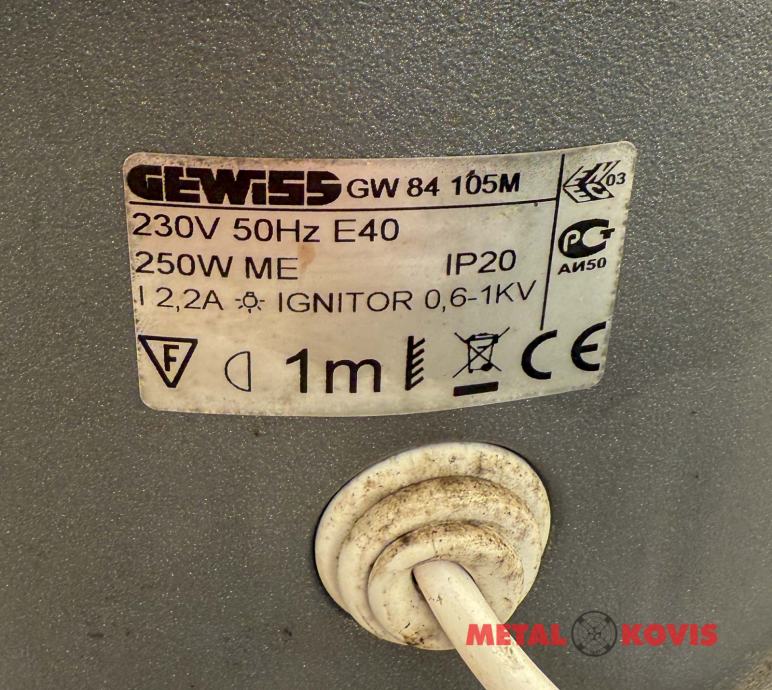 GEWISS GW 84 105M
03
230V 50Hz E40
250W ME IP20
АИ50
I 2,2A IGNITOR 0,6-1KV
F 1m CE
METAL KOVIS